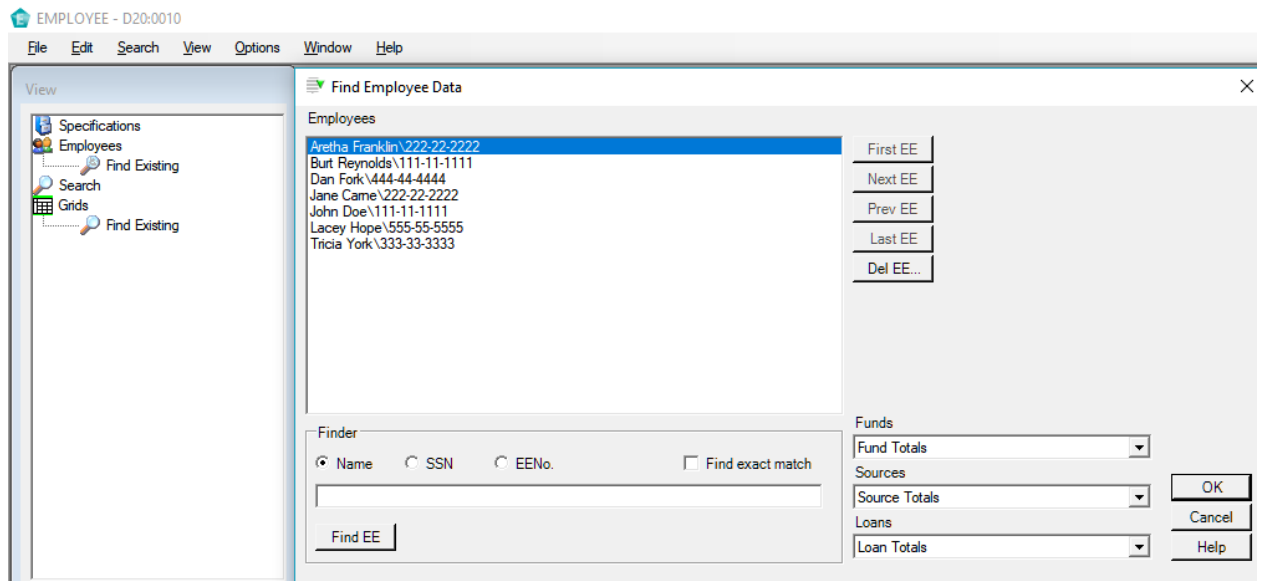 EMPLOYEE - D20:0010
File Edit Search View Options Window Help
View
Specifications
Employees
Find Existing
Search
Grids
Find Existing
Find Employee Data
Employees
Aretha Franklin\222-22-2222
Burt Reynolds\111-11-1111
Dan Fork\444-44-4444
Jane Came\222-22-2222
John Doe\111-11-1111
Lacey Hope\555-55-5555
Tricia York\333-33-3333
First EE
Next EE
Prev EE
Last EE
Del EE...
Finder
Name SSN EENo. Find exact match
Find EE
Funds
Fund Totals
Sources
Source Totals
Loans
Loan Totals
OK
Cancel
Help